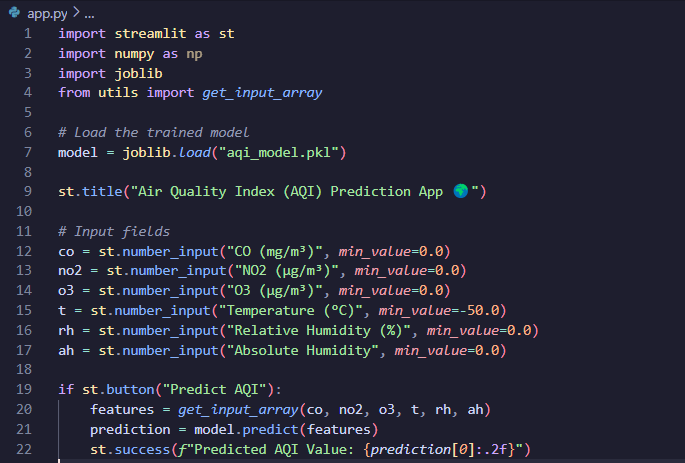 app.py > ...
1 import streamlit as st
2 import numpy as np
3 import joblib
4 from utils import get_input_array
5
6 # Load the trained model
7 model = joblib.load("aqi_model.pkl")
8
9 st.title("Air Quality Index (AQI) Prediction App 🌍")
10
11 # Input fields
12 co = st.number_input("CO (mg/m³)", min_value=0.0)
13 no2 = st.number_input("NO2 (µg/m³)", min_value=0.0)
14 o3 = st.number_input("O3 (µg/m³)", min_value=0.0)
15 t = st.number_input("Temperature (°C)", min_value=-50.0)
16 rh = st.number_input("Relative Humidity (%)", min_value=0.0)
17 ah = st.number_input("Absolute Humidity", min_value=0.0)
18
19 if st.button("Predict AQI"):
20     features = get_input_array(co, no2, o3, t, rh, ah)
21     prediction = model.predict(features)
22     st.success(f"Predicted AQI Value: {prediction[0]:.2f}")